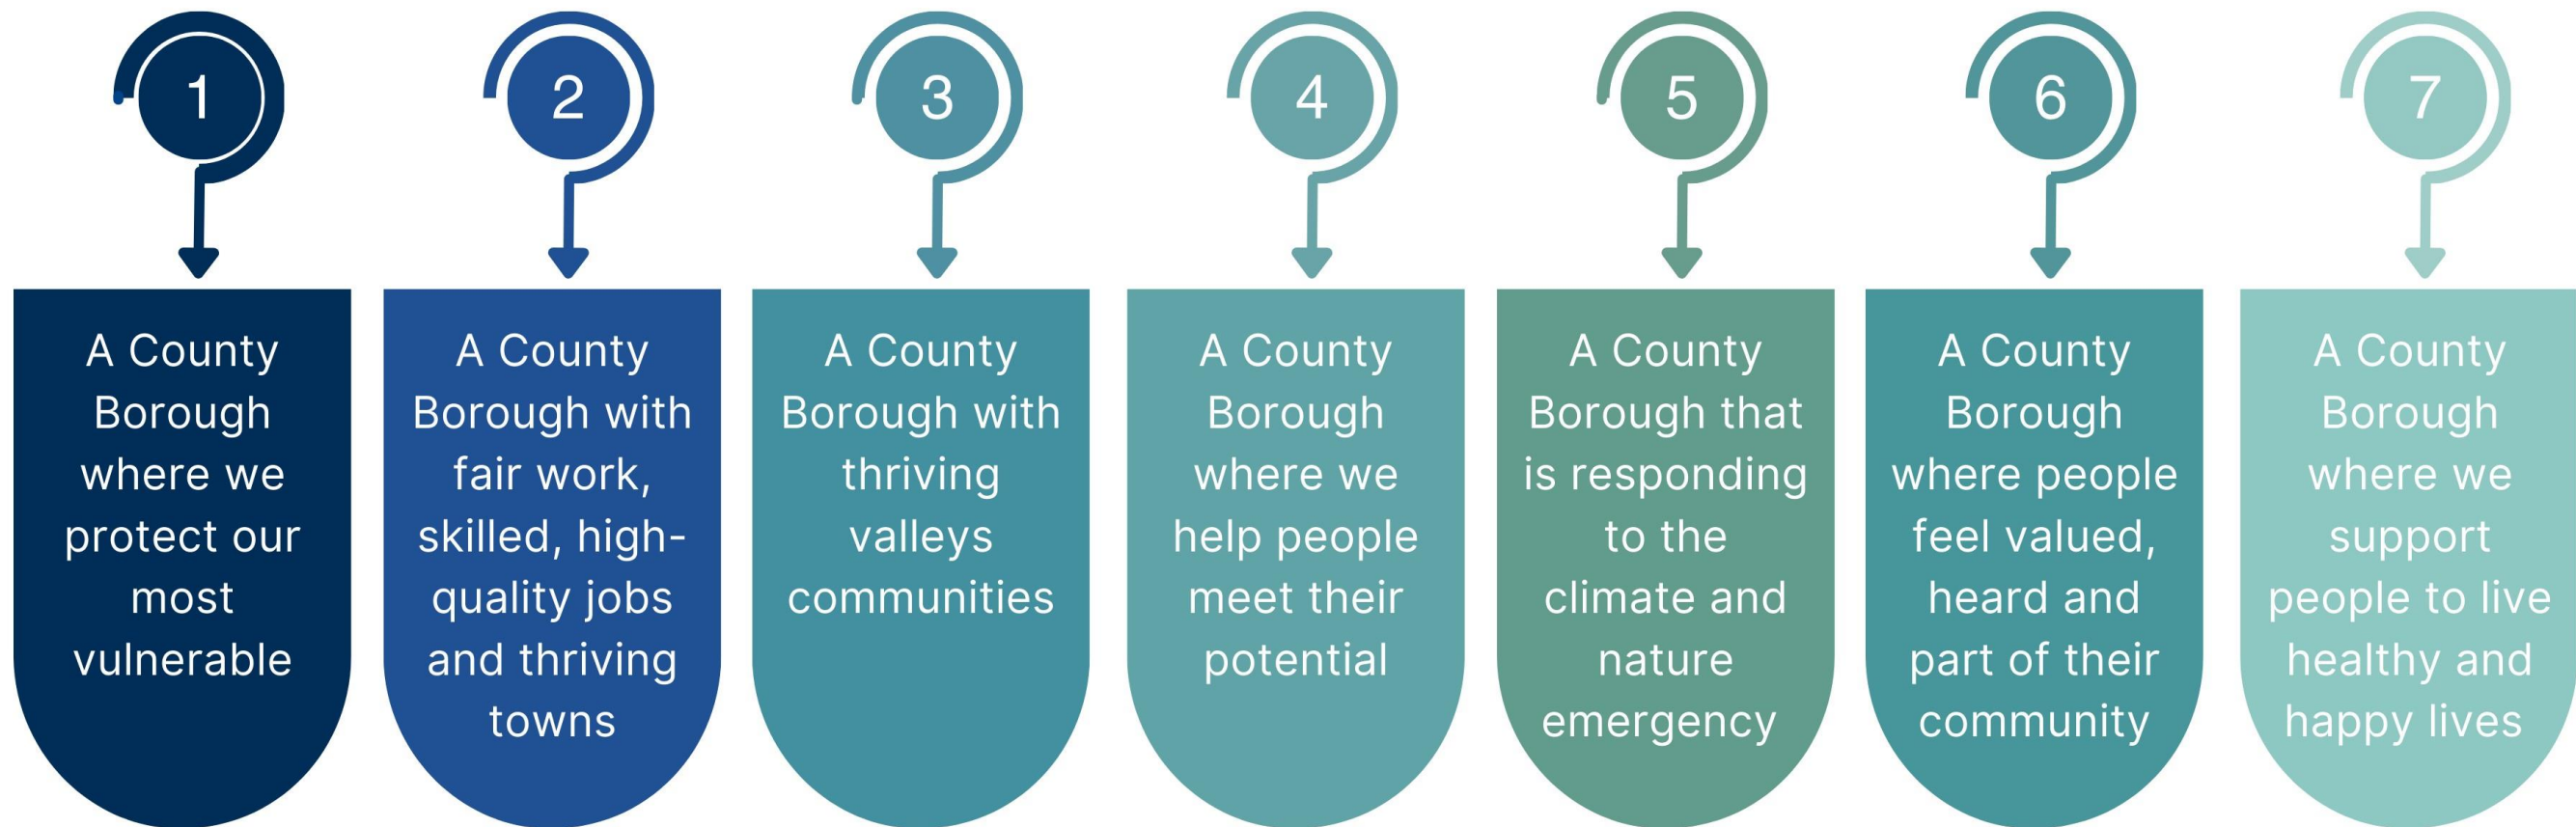 1
A County
Borough
where we
protect our
most
vulnerable
2
A County
Borough with
fair work,
skilled, high-
quality jobs
and thriving
towns
3
A County
Borough with
thriving
valleys
communities
4
A County
Borough
where we
help people
meet their
potential
5
A County
Borough that
is responding
to the
climate and
nature
emergency
6
A County
Borough
where people
feel valued,
heard and
part of their
community
7
A County
Borough
where we
support
people to live
healthy and
happy lives